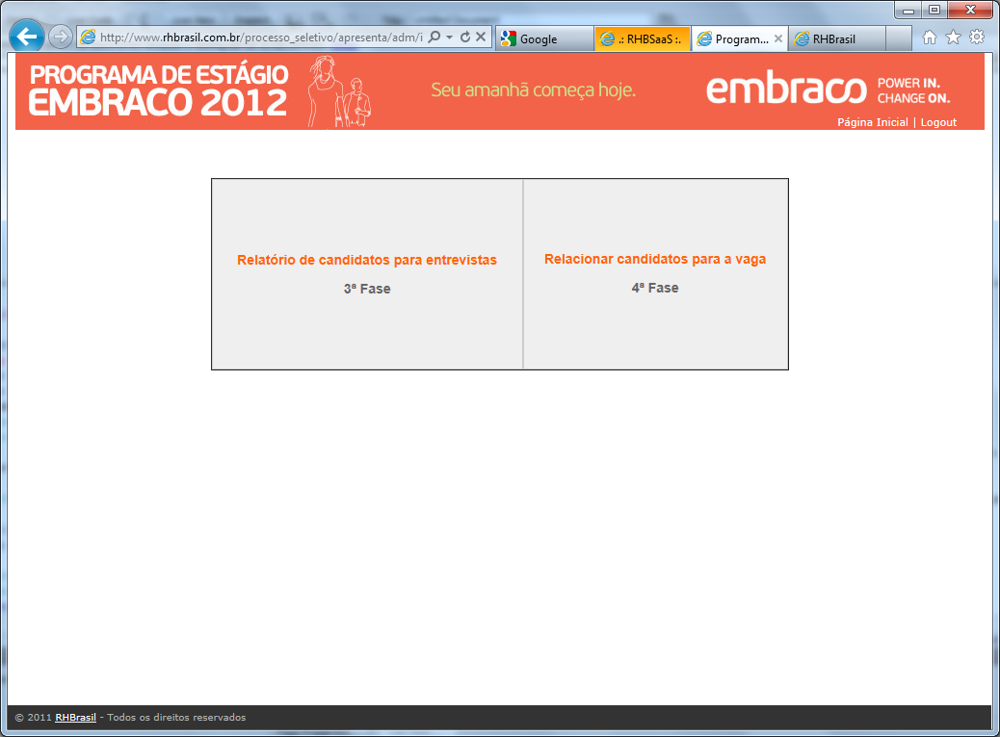 http://www.rhbrasil.com.br/processo_seletivo/apresenta/adm/i
Google
.: RHBSaaS :.
Program...
RHBrasil
PROGRAMA DE ESTÁGIO
EMBRACO 2012
Seu amanhã começa hoje.
embraco
POWER IN.
CHANGE ON.
Página Inicial | Logout
Relatório de candidatos para entrevistas
3ª Fase
Relacionar candidatos para a vaga
4ª Fase
© 2011 RHBrasil - Todos os direitos reservados